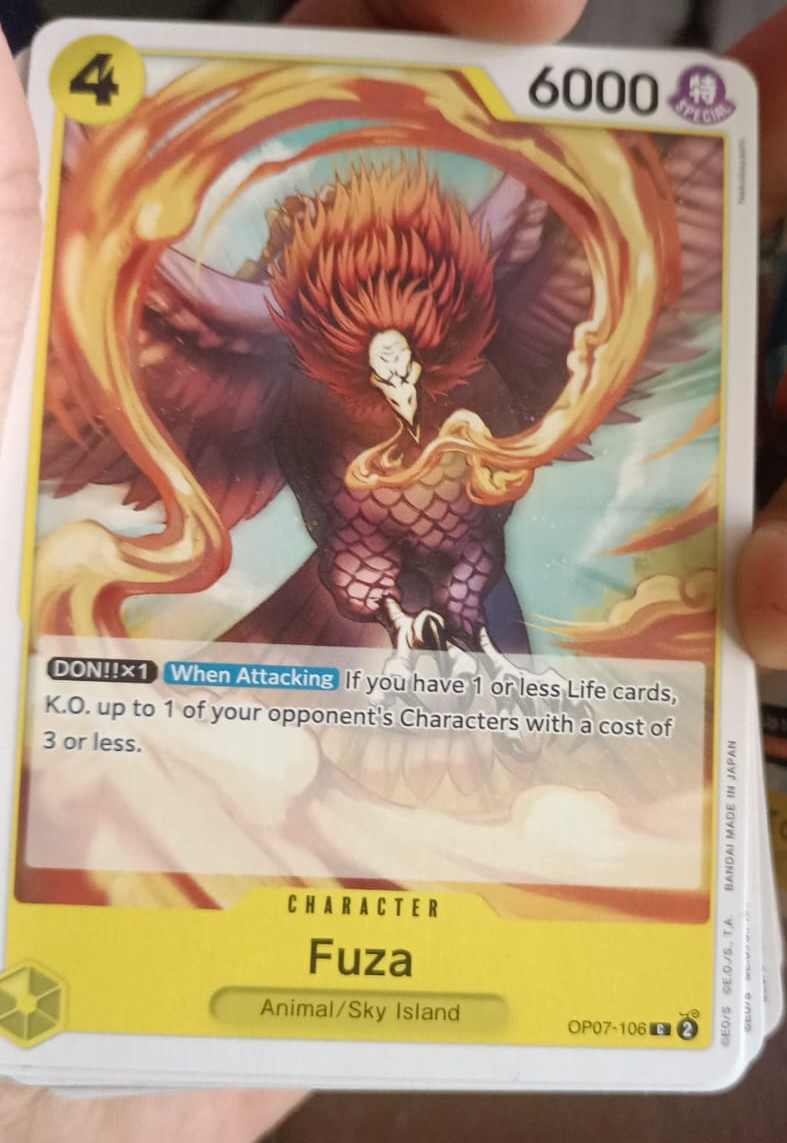 4
6000
特
SPECIAL
DON!!×1 When Attacking If you have 1 or less Life cards,
K.O. up to 1 of your opponent's Characters with a cost of
3 or less.
CHARACTER
Fuza
Animal/Sky Island
OP07-106 C 2
©E.O/S ©E.O./S., T.A. BANDAI MADE IN JAPAN